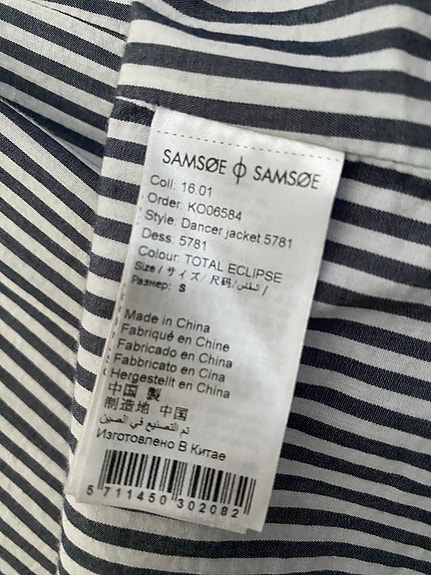 SAMSØE ϕ SAMSØE
Coll: 16.01
Order: KO06584
Style: Dancer jacket 5781
Dess: 5781
Colour: TOTAL ECLIPSE
Size / サイズ / 尺码 / المقاس /
Размер: S
Made in China
Fabriqué en Chine
Fabricado en China
Fabbricato en Cina
Hergestellt en China
中国 製
制造地 中国
تم التصنيع في الصين
Изготовлено В Китае
5 711450 302082